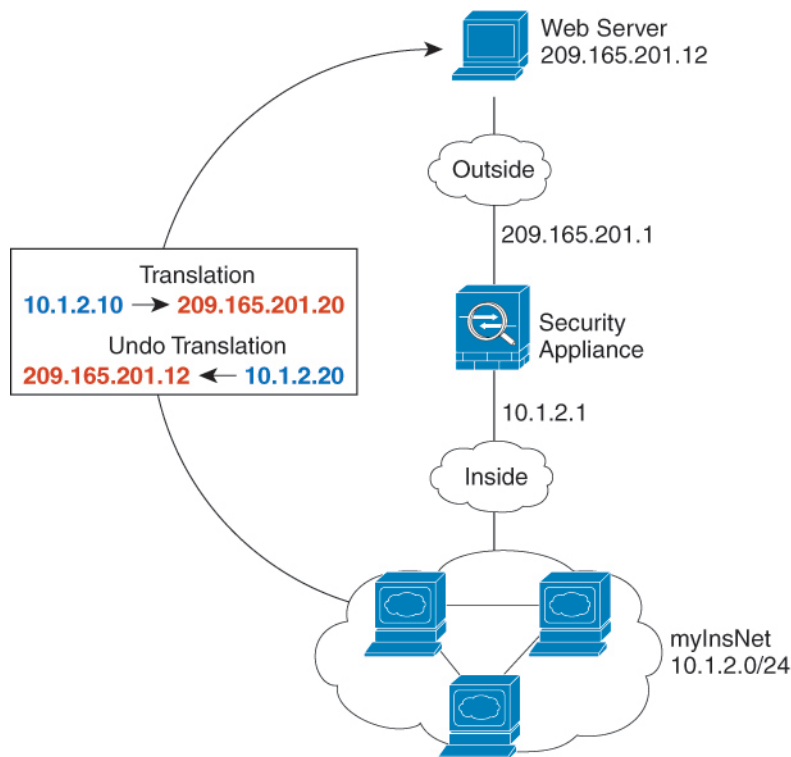 Web Server
209.165.201.12
Outside
209.165.201.1
Translation
10.1.2.10 → 209.165.201.20
Undo Translation
209.165.201.12 ← 10.1.2.20
Security
Appliance
10.1.2.1
Inside
myInsNet
10.1.2.0/24